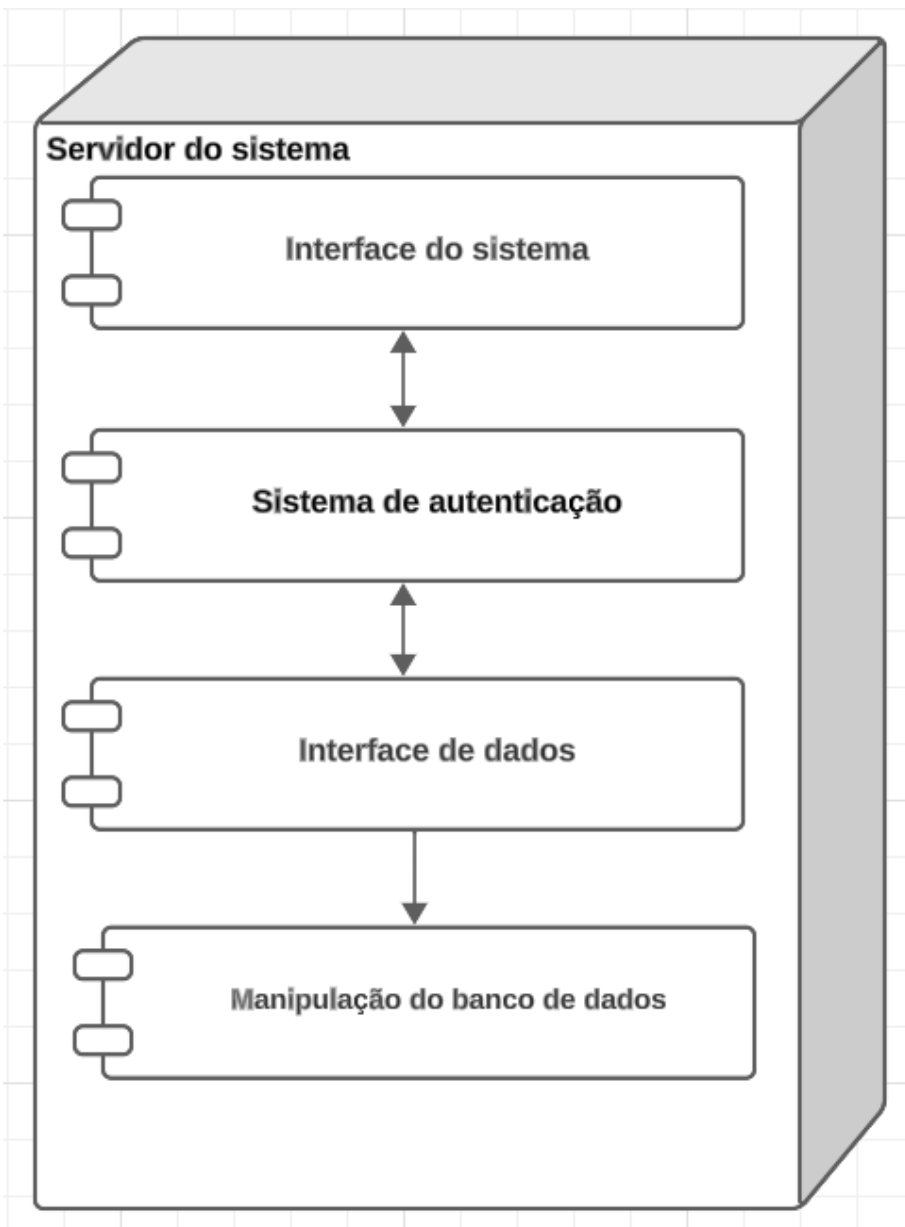 Servidor do sistema
Interface do sistema
Sistema de autenticação
Interface de dados
Manipulação do banco de dados